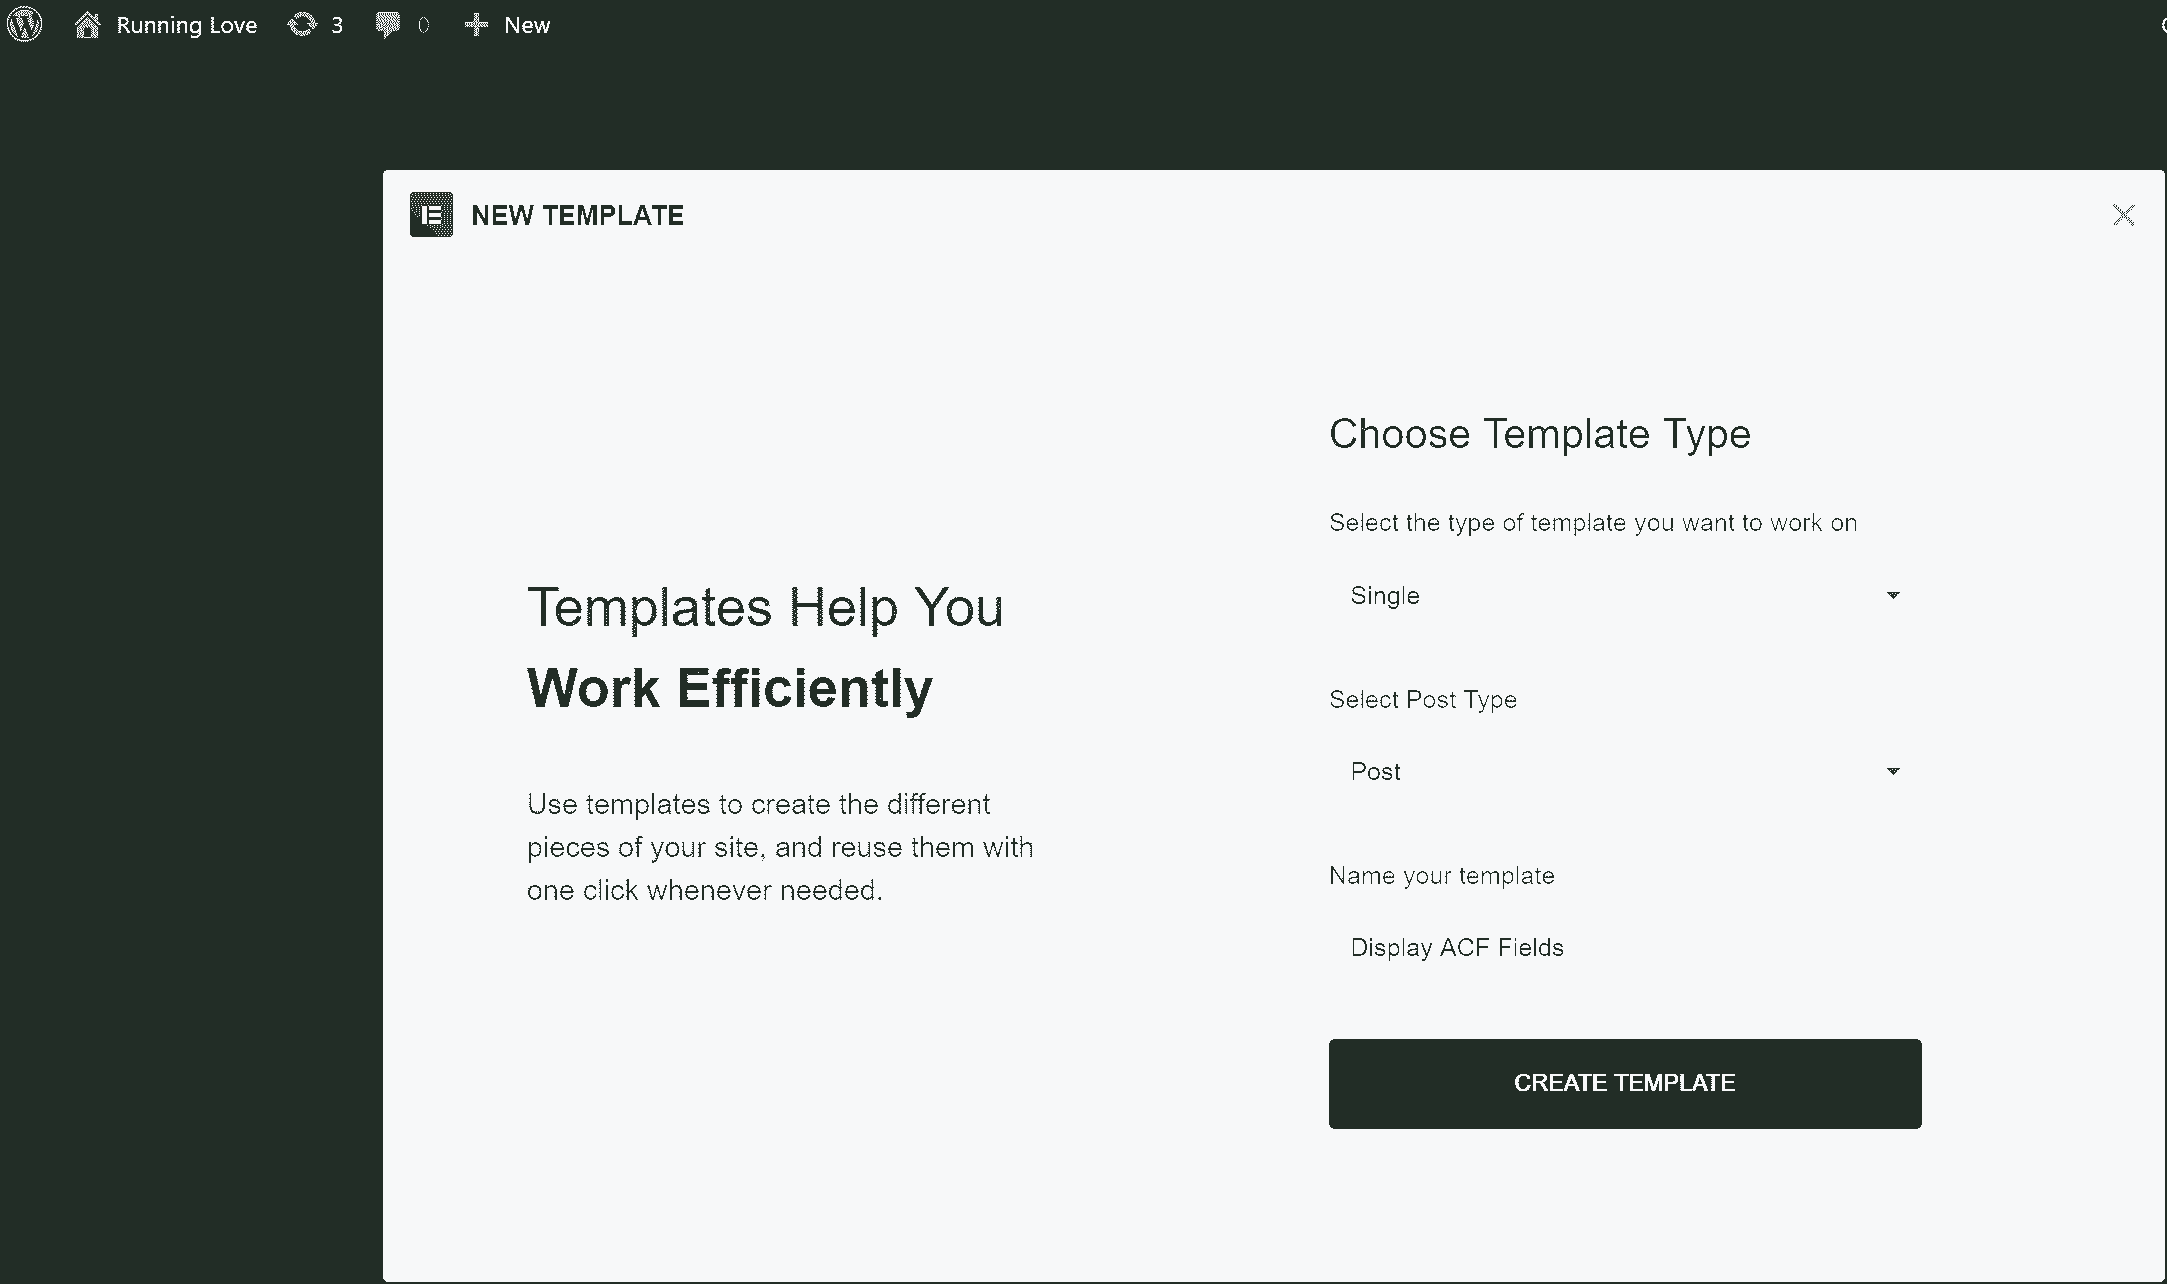 Running Love 3 0 New
NEW TEMPLATE
Templates Help You
Work Efficiently
Use templates to create the different
pieces of your site, and reuse them with
one click whenever needed.
Choose Template Type
Select the type of template you want to work on
Single
Select Post Type
Post
Name your template
Display ACF Fields
CREATE TEMPLATE